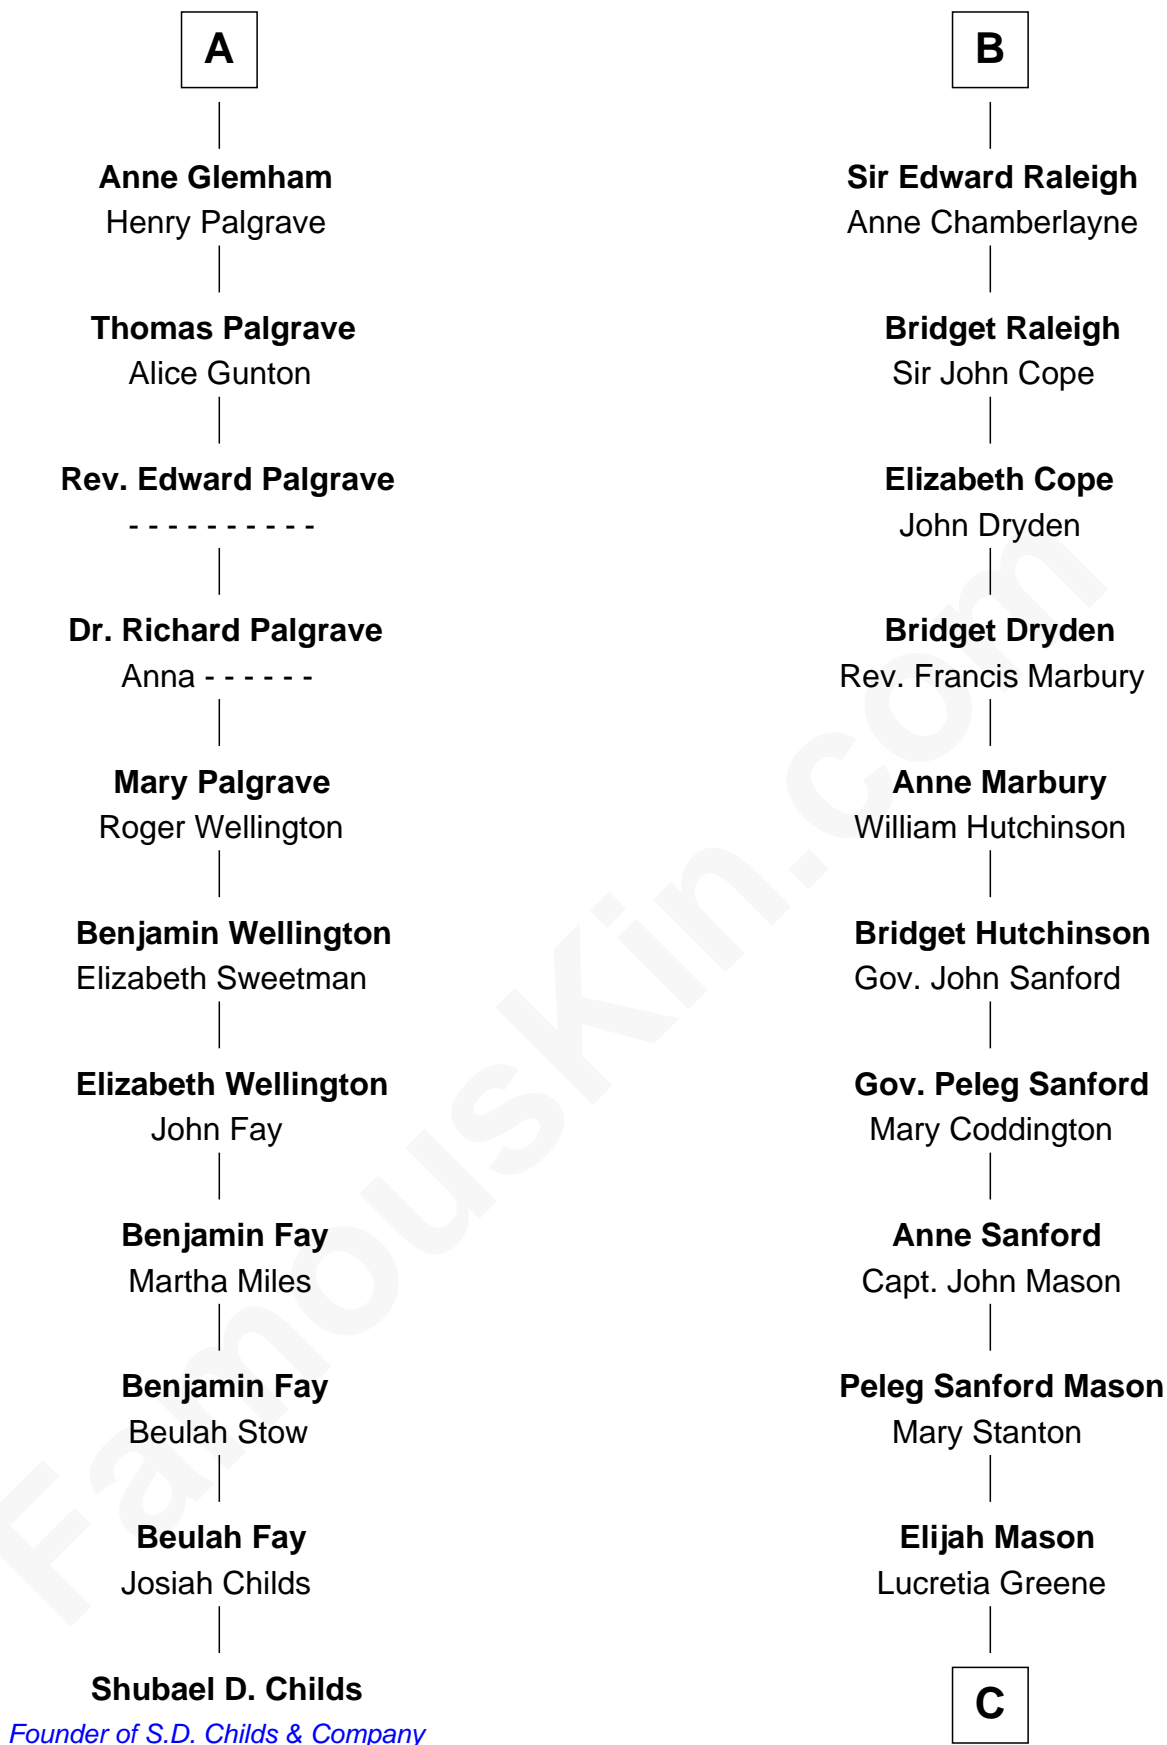 A
Anne Glemham
Henry Palgrave
Thomas Palgrave
Alice Gunton
Rev. Edward Palgrave
- - - - - - - - - -
Dr. Richard Palgrave
Anna - - - - - -
Mary Palgrave
Roger Wellington
Benjamin Wellington
Elizabeth Sweetman
Elizabeth Wellington
John Fay
Benjamin Fay
Martha Miles
Benjamin Fay
Beulah Stow
Beulah Fay
Josiah Childs
Shubael D. Childs
Founder of S.D. Childs & Company
B
Sir Edward Raleigh
Anne Chamberlayne
Bridget Raleigh
Sir John Cope
Elizabeth Cope
John Dryden
Bridget Dryden
Rev. Francis Marbury
Anne Marbury
William Hutchinson
Bridget Hutchinson
Gov. John Sanford
Gov. Peleg Sanford
Mary Coddington
Anne Sanford
Capt. John Mason
Peleg Sanford Mason
Mary Stanton
Elijah Mason
Lucretia Greene
C
FamousKin.com